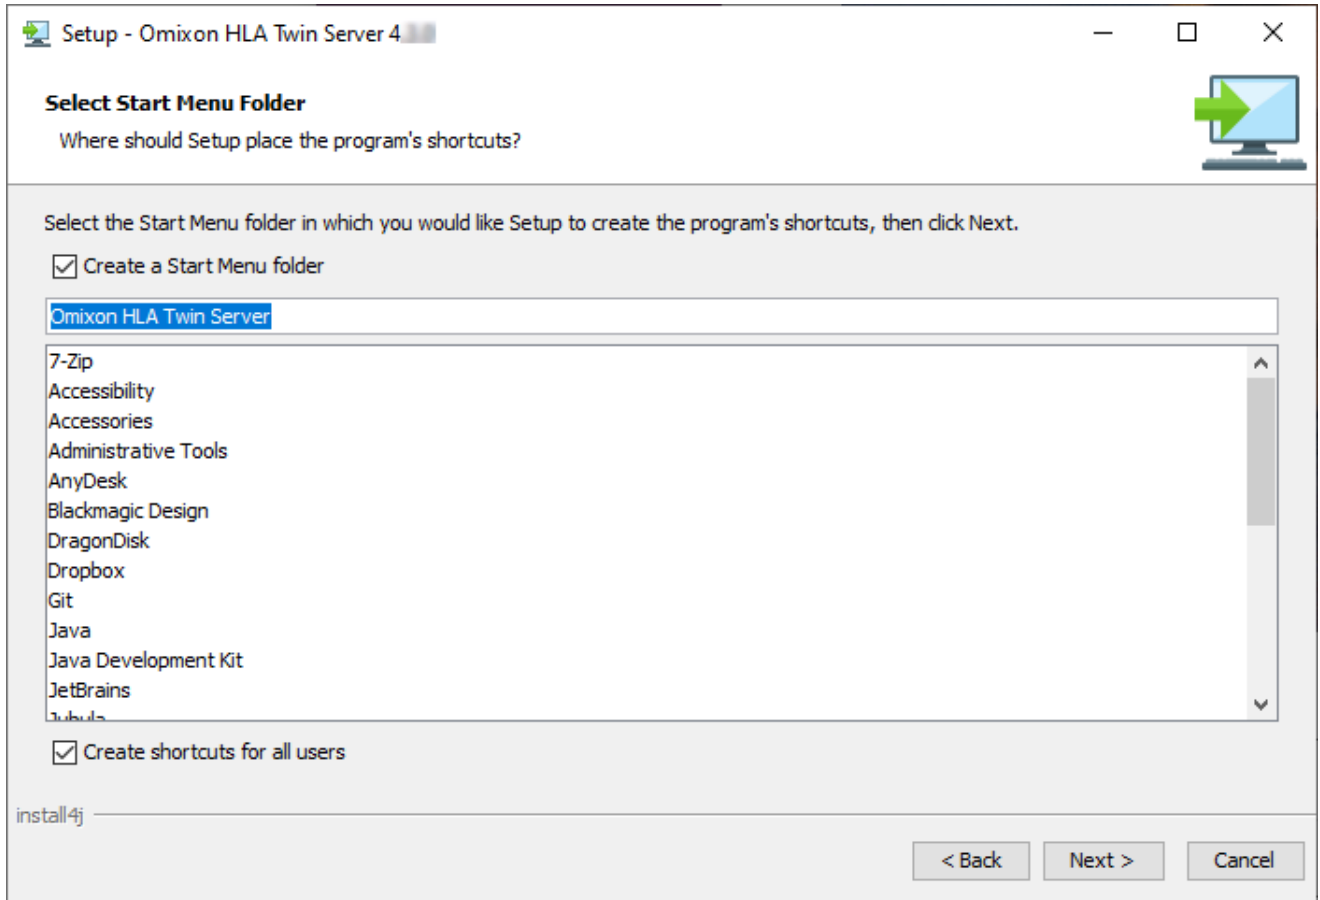 Setup - Omixon HLA Twin Server 4
Select Start Menu Folder
Where should Setup place the program's shortcuts?
Select the Start Menu folder in which you would like Setup to create the program's shortcuts, then click Next.
Create a Start Menu folder
Omixon HLA Twin Server
7-Zip
Accessibility
Accessories
Administrative Tools
AnyDesk
Blackmagic Design
DragonDisk
Dropbox
Git
Java
Java Development Kit
JetBrains
Create shortcuts for all users
install4j
< Back Next > Cancel